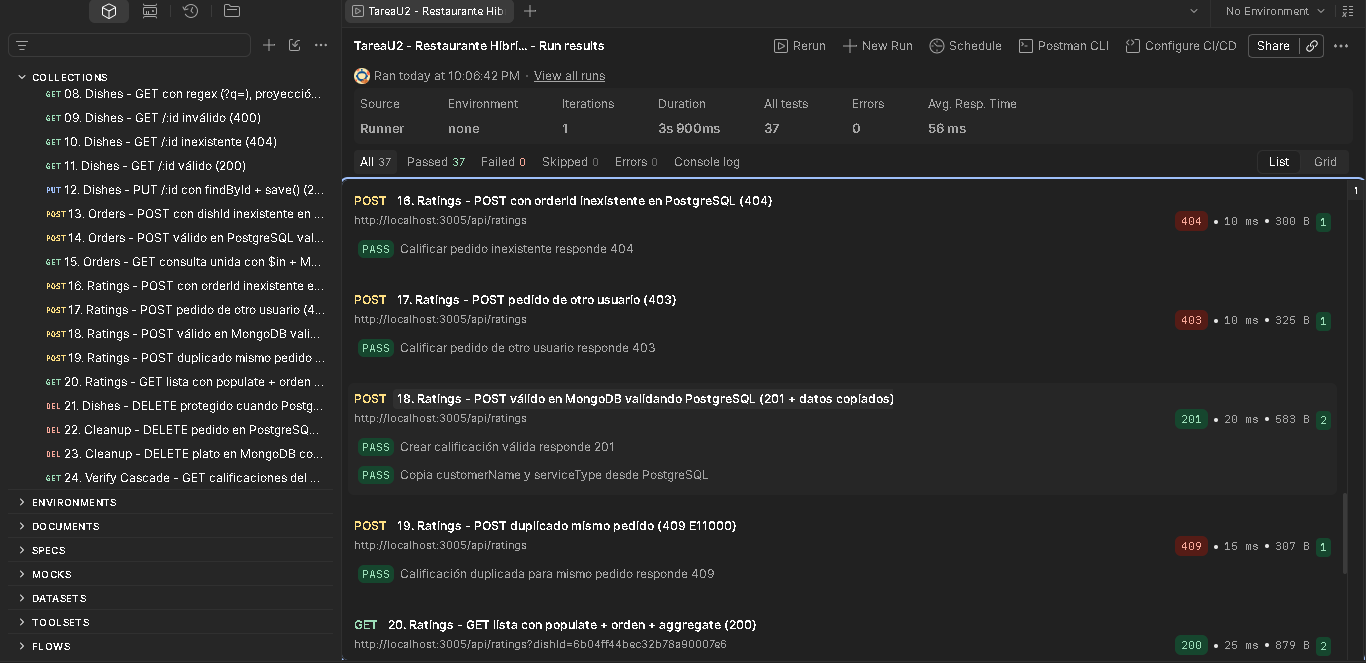 TareaU2 - Restaurante Híb
No Environment
COLLECTIONS
GET 08. Dishes - GET con regex (?q=), proyecció...
GET 09. Dishes - GET /:id inválido (400)
GET 10. Dishes - GET /:id inexistente (404)
GET 11. Dishes - GET /:id válido (200)
PUT 12. Dishes - PUT /:id con findById + save() (2...
POST 13. Orders - POST con dishId inexistente en ...
POST 14. Orders - POST válido en PostgreSQL val...
GET 15. Orders - GET consulta unida con $in + M...
POST 16. Ratings - POST con orderId inexistente e...
POST 17. Ratings - POST pedido de otro usuario (4...
POST 18. Ratings - POST válido en MongoDB vali...
POST 19. Ratings - POST duplicado mismo pedido ...
GET 20. Ratings - GET lista con populate + orden ...
DEL 21. Dishes - DELETE protegido cuando Postg...
DEL 22. Cleanup - DELETE pedido en PostgreSQ...
DEL 23. Cleanup - DELETE plato en MongoDB co...
GET 24. Verify Cascade - GET calificaciones del ...
ENVIRONMENTS
DOCUMENTS
SPECS
MOCKS
DATASETS
TOOLSETS
FLOWS
TareaU2 - Restaurante Híbri... - Run results
Rerun New Run Schedule Postman CLI Configure CI/CD Share
Ran today at 10:06:42 PM · View all runs
Source Environment Iterations Duration All tests Errors Avg. Resp. Time
Runner none 1 3s 900ms 37 0 56 ms
All 37 Passed 37 Failed 0 Skipped 0 Errors 0 Console log List Grid
1
POST 16. Ratings - POST con orderId inexistente en PostgreSQL (404)
http://localhost:3005/api/ratings 404 • 10 ms • 300 B 1
PASS Calificar pedido inexistente responde 404
POST 17. Ratings - POST pedido de otro usuario (403)
http://localhost:3005/api/ratings 403 • 10 ms • 325 B 1
PASS Calificar pedido de otro usuario responde 403
POST 18. Ratings - POST válido en MongoDB validando PostgreSQL (201 + datos copiados)
http://localhost:3005/api/ratings 201 • 20 ms • 583 B 2
PASS Crear calificación válida responde 201
PASS Copia customerName y serviceType desde PostgreSQL
POST 19. Ratings - POST duplicado mismo pedido (409 E11000)
http://localhost:3005/api/ratings 409 • 15 ms • 307 B 1
PASS Calificación duplicada para mismo pedido responde 409
GET 20. Ratings - GET lista con populate + orden + aggregate (200)
http://localhost:3005/api/ratings?dishId=6b04ff44bec32b78a90007e6 200 • 25 ms • 879 B 2